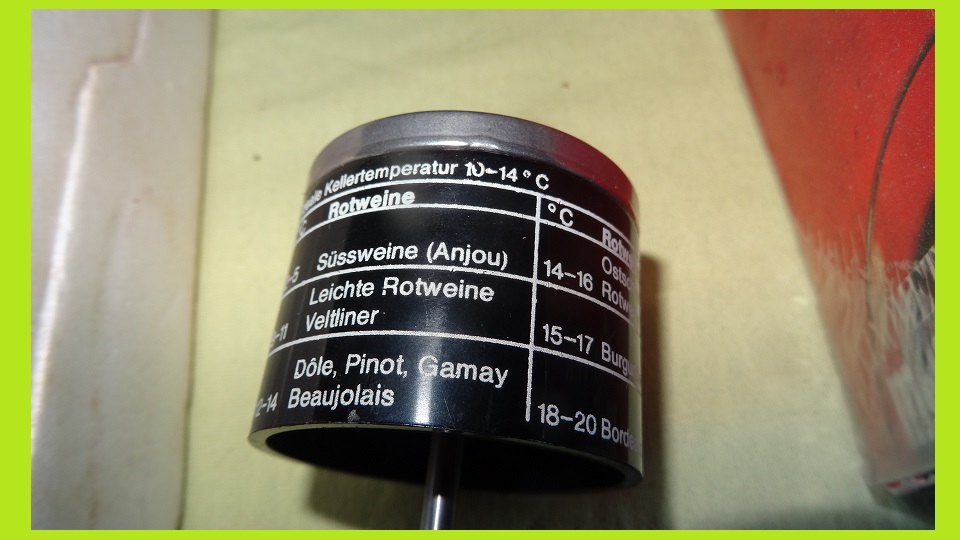 Kellertemperatur 10-14 °C
Rotweine
°C
Süssweine (Anjou)
14-16
Leichte Rotweine
Veltliner
15-17
Dôle, Pinot, Gamay
Beaujolais
18-20